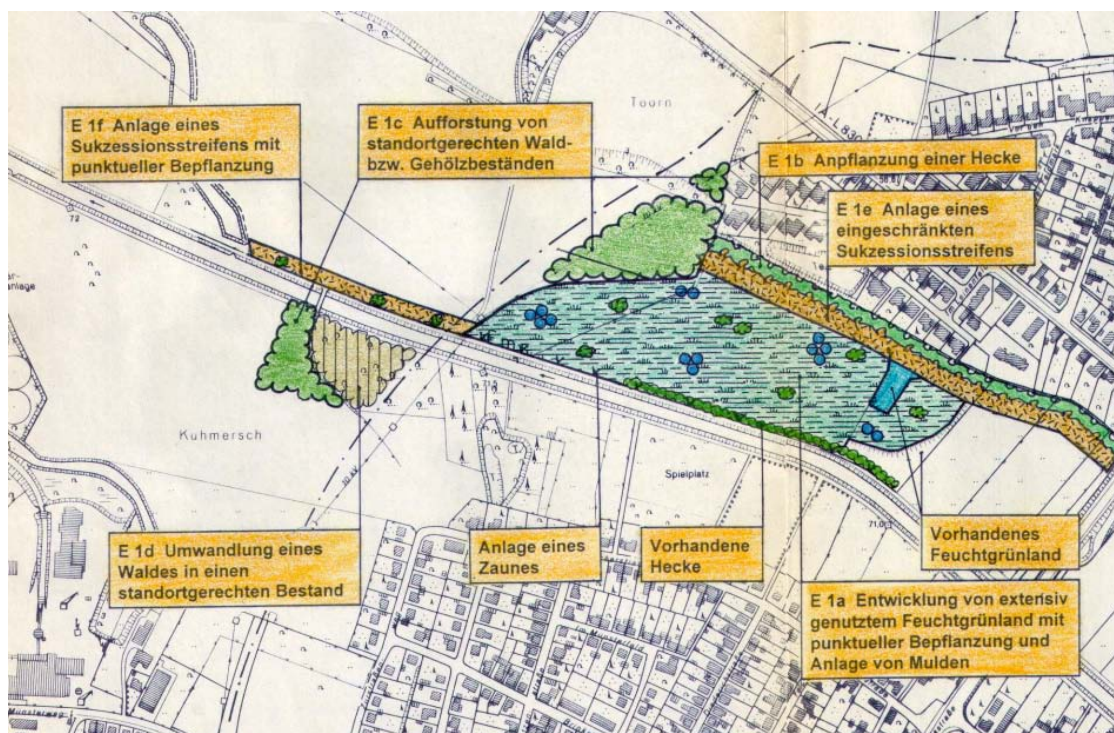 Toorn
E 1f Anlage eines
Sukzessionsstreifens mit
punktueller Bepflanzung
E 1c Aufforstung von
standortgerechten Wald-
bzw. Gehölzbeständen
E 1b Anpflanzung einer Hecke
E 1e Anlage eines
eingeschränkten
Sukzessionsstreifens
72
anlage
Kuhmersch
Spielplatz
E 1d Umwandlung eines
Waldes in einen
standortgerechten Bestand
Anlage eines
Zaunes
Vorhandene
Hecke
Vorhandenes
Feuchtgrünland
E 1a Entwicklung von extensiv
genutztem Feuchtgrünland mit
punktueller Bepflanzung und
Anlage von Mulden